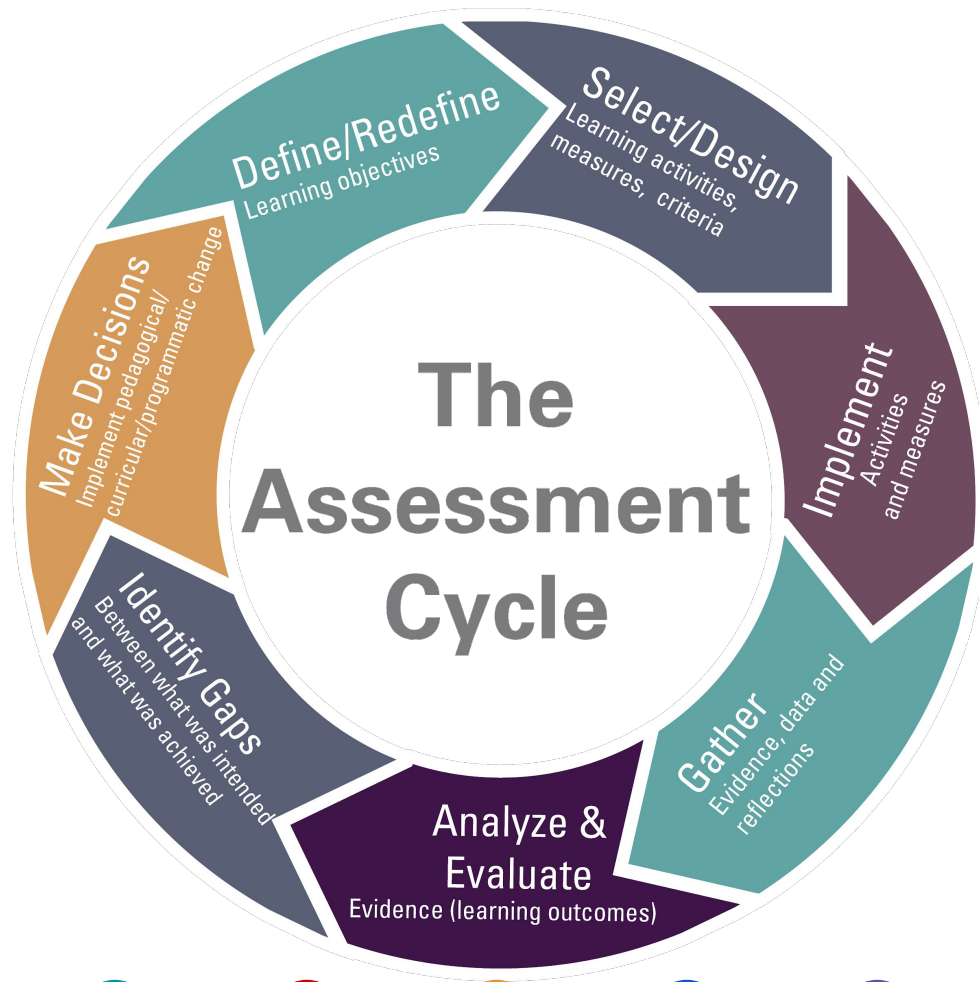 The
Assessment
Cycle
Define/Redefine
Learning objectives
Select/Design
Learning activities,
measures, criteria
Implement
Activities
and measures
Gather
Evidence, data and
reflections
Analyze &
Evaluate
Evidence (learning outcomes)
Identify Gaps
Between what was intended
and what was achieved
Make Decisions
Implement pedagogical/
curricular/programmatic change